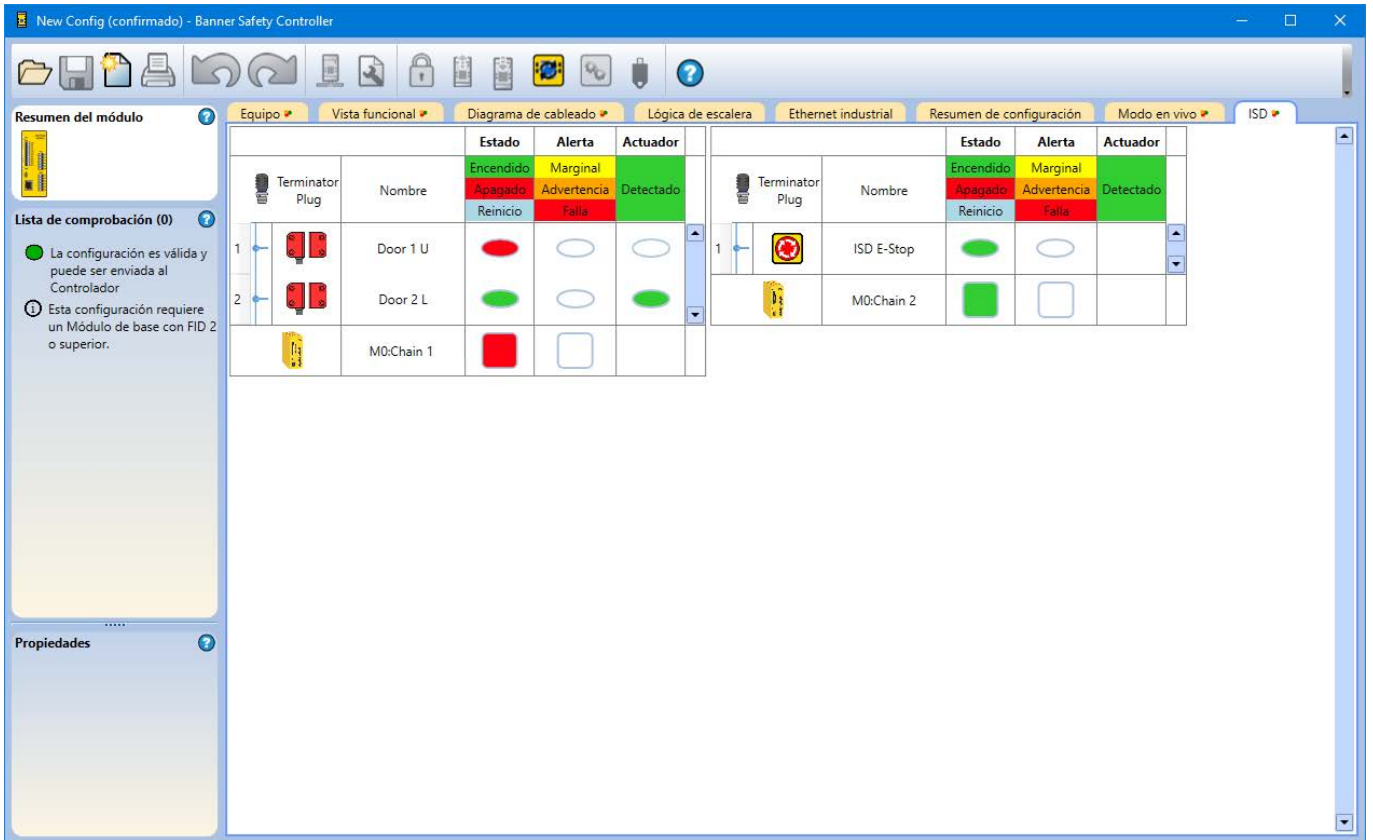 New Config (confirmado) - Banner Safety Controller
Resumen del módulo
Equipo
Vista funcional
Diagrama de cableado
Lógica de escalera
Ethernet industrial
Resumen de configuración
Modo en vivo
ISD
Lista de comprobación (0)
La configuración es válida y
puede ser enviada al
Controlador
Esta configuración requiere
un Módulo de base con FID 2
o superior.
Propiedades
Estado Alerta Actuador
Terminator
Plug
Nombre
Encendido Marginal
Apagado Advertencia Detectado
Reinicio Falla
1 Door 1 U
2 Door 2 L
M0:Chain 1
Estado Alerta Actuador
Terminator
Plug
Nombre
Encendido Marginal
Apagado Advertencia Detectado
Reinicio Falla
1 ISD E-Stop
M0:Chain 2